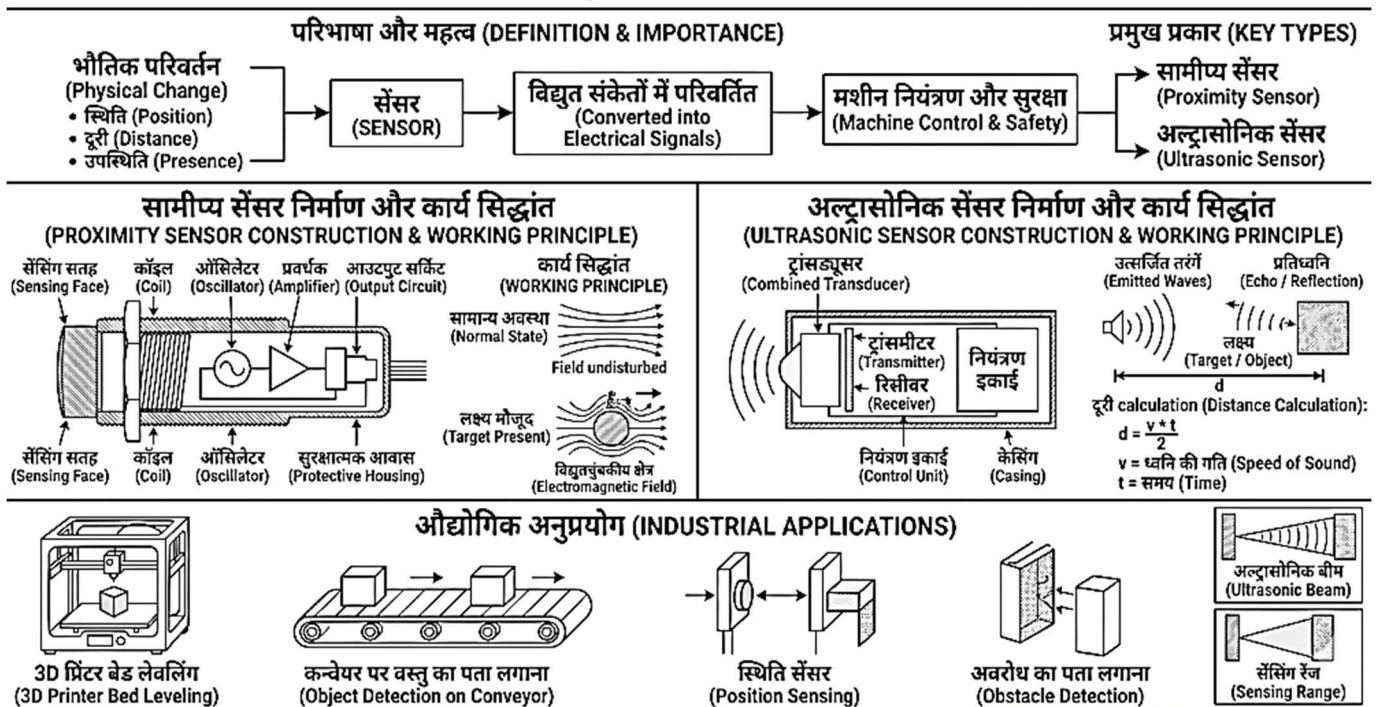 परिभाषा और महत्व (DEFINITION & IMPORTANCE)
प्रमुख प्रकार (KEY TYPES)
भौतिक परिवर्तन
(Physical Change)
• स्थिति (Position)
• दूरी (Distance)
• उपस्थिति (Presence)
सेंसर
(SENSOR)
विद्युत संकेतों में परिवर्तित
(Converted into
Electrical Signals)
मशीन नियंत्रण और सुरक्षा
(Machine Control & Safety)
सामीप्य सेंसर
(Proximity Sensor)
अल्ट्रासोनिक सेंसर
(Ultrasonic Sensor)
सामीप्य सेंसर निर्माण और कार्य सिद्धांत
(PROXIMITY SENSOR CONSTRUCTION & WORKING PRINCIPLE)
सेंसिंग सतह
(Sensing Face)
कॉइल
(Coil)
ऑसिलेटर
(Oscillator)
प्रवर्धक
(Amplifier)
आउटपुट सर्किट
(Output Circuit)
सेंसिंग सतह
(Sensing Face)
कॉइल
(Coil)
ऑसिलेटर
(Oscillator)
सुरक्षात्मक आवास
(Protective Housing)
कार्य सिद्धांत
(WORKING PRINCIPLE)
सामान्य अवस्था
(Normal State)
Field undisturbed
लक्ष्य मौजूद
(Target Present)
विद्युतचुंबकीय क्षेत्र
(Electromagnetic Field)
अल्ट्रासोनिक सेंसर निर्माण और कार्य सिद्धांत
(ULTRASONIC SENSOR CONSTRUCTION & WORKING PRINCIPLE)
ट्रांसड्यूसर
(Combined Transducer)
ट्रांसमीटर
(Transmitter)
रिसीवर
(Receiver)
नियंत्रण
इकाई
नियंत्रण इकाई
(Control Unit)
केसिंग
(Casing)
उत्सर्जित तरंगें
(Emitted Waves)
प्रतिध्वनि
(Echo / Reflection)
लक्ष्य
(Target / Object)
d
दूरी calculation (Distance Calculation):
d = v * t / 2
v = ध्वनि की गति (Speed of Sound)
t = समय (Time)
औद्योगिक अनुप्रयोग (INDUSTRIAL APPLICATIONS)
3D प्रिंटर बेड लेवलिंग
(3D Printer Bed Leveling)
कन्वेयर पर वस्तु का पता लगाना
(Object Detection on Conveyor)
स्थिति सेंसर
(Position Sensing)
अवरोध का पता लगाना
(Obstacle Detection)
अल्ट्रासोनिक बीम
(Ultrasonic Beam)
सेंसिंग रेंज
(Sensing Range)